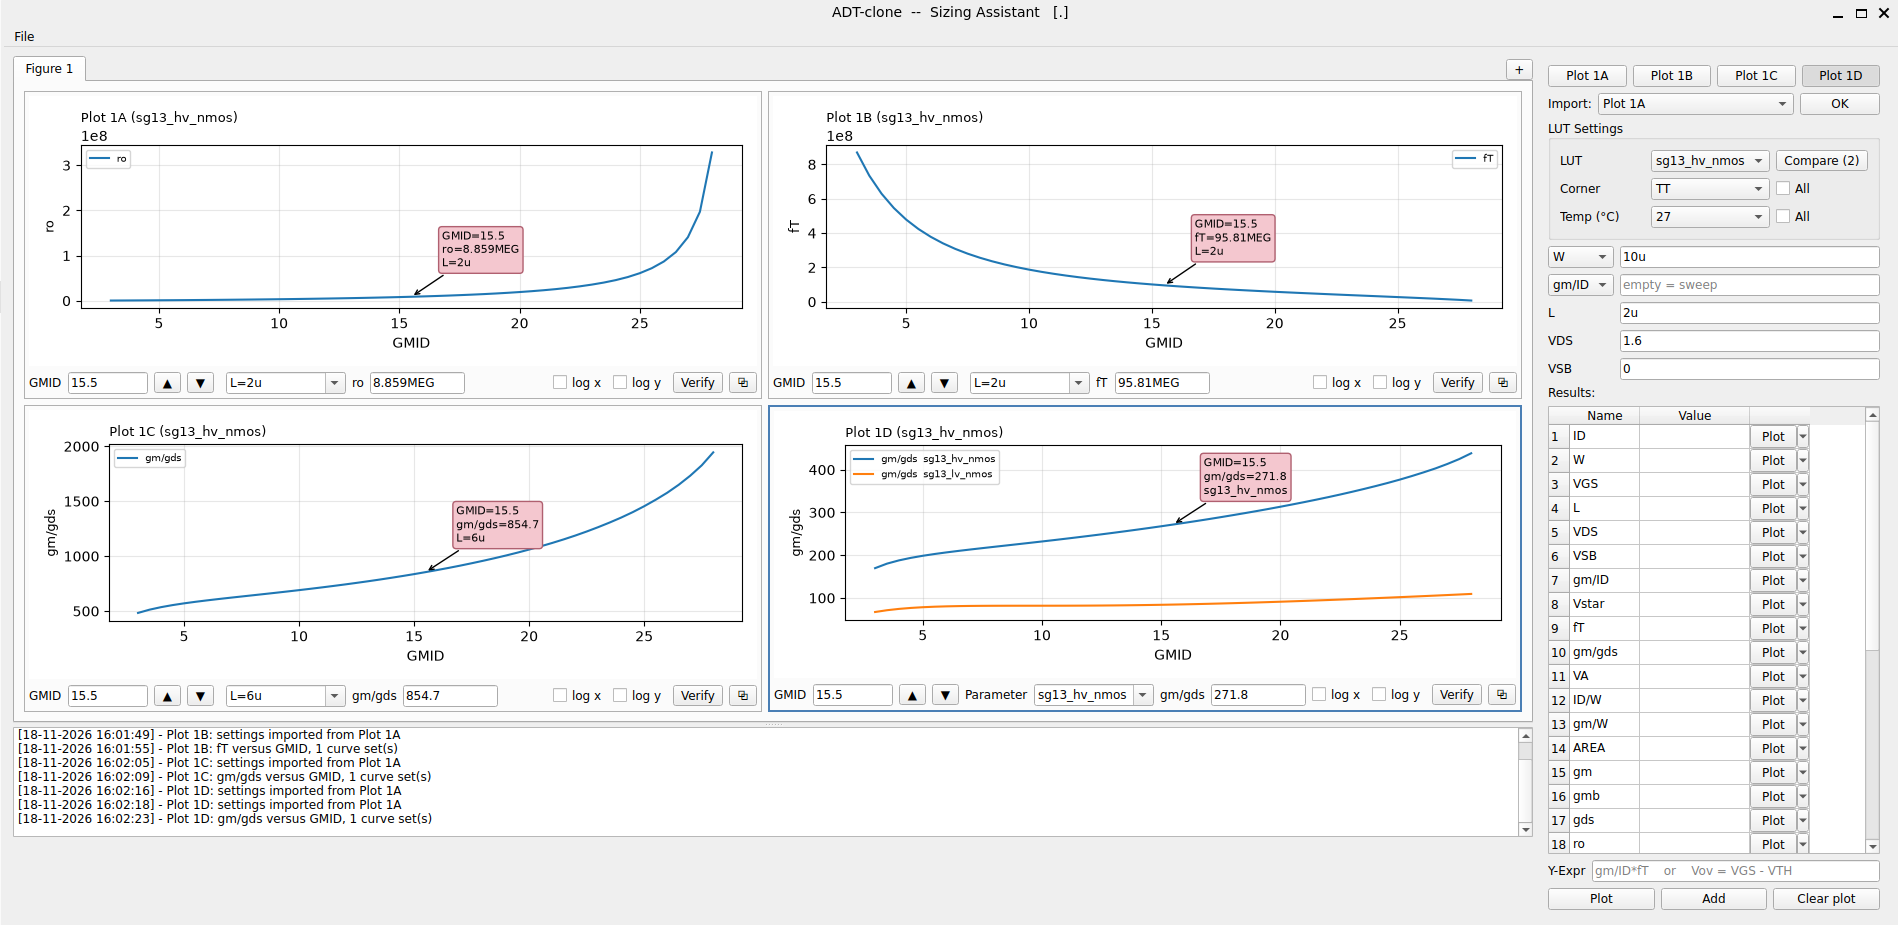 ADT-clone -- Sizing Assistant [.]
File
Figure 1
+
Plot 1A (sg13_hv_nmos)
1e8
ro
3
2
1
0
ro
GMID=15.5
ro=8.859MEG
L=2u
5 10 15 20 25
GMID
GMID 15.5 ▲ ▼ L=2u ro 8.859MEG log x log y Verify
Plot 1B (sg13_hv_nmos)
1e8
fT
8
6
4
2
0
fT
GMID=15.5
fT=95.81MEG
L=2u
5 10 15 20 25
GMID
GMID 15.5 ▲ ▼ L=2u fT 95.81MEG log x log y Verify
Plot 1C (sg13_hv_nmos)
gm/gds
2000
1500
1000
500
gm/gds
GMID=15.5
gm/gds=854.7
L=6u
5 10 15 20 25
GMID
GMID 15.5 ▲ ▼ L=6u gm/gds 854.7 log x log y Verify
Plot 1D (sg13_hv_nmos)
gm/gds sg13_hv_nmos
gm/gds sg13_lv_nmos
400
300
200
100
gm/gds
GMID=15.5
gm/gds=271.8
sg13_hv_nmos
5 10 15 20 25
GMID
GMID 15.5 ▲ ▼ Parameter sg13_hv_nmos gm/gds 271.8 log x log y Verify
[18-11-2026 16:01:49] - Plot 1B: settings imported from Plot 1A
[18-11-2026 16:01:55] - Plot 1B: fT versus GMID, 1 curve set(s)
[18-11-2026 16:02:05] - Plot 1C: settings imported from Plot 1A
[18-11-2026 16:02:09] - Plot 1C: gm/gds versus GMID, 1 curve set(s)
[18-11-2026 16:02:16] - Plot 1D: settings imported from Plot 1A
[18-11-2026 16:02:18] - Plot 1D: settings imported from Plot 1A
[18-11-2026 16:02:23] - Plot 1D: gm/gds versus GMID, 1 curve set(s)
Plot 1A Plot 1B Plot 1C Plot 1D
Import: Plot 1A OK
LUT Settings
LUT sg13_hv_nmos Compare (2)
Corner TT All
Temp (°C) 27 All
W 10u
gm/ID empty = sweep
L 2u
VDS 1.6
VSB 0
Results:
Name Value
1 ID Plot
2 W Plot
3 VGS Plot
4 L Plot
5 VDS Plot
6 VSB Plot
7 gm/ID Plot
8 Vstar Plot
9 fT Plot
10 gm/gds Plot
11 VA Plot
12 ID/W Plot
13 gm/W Plot
14 AREA Plot
15 gm Plot
16 gmb Plot
17 gds Plot
18 ro Plot
Y-Expr gm/ID*fT or Vov = VGS - VTH
Plot Add Clear plot